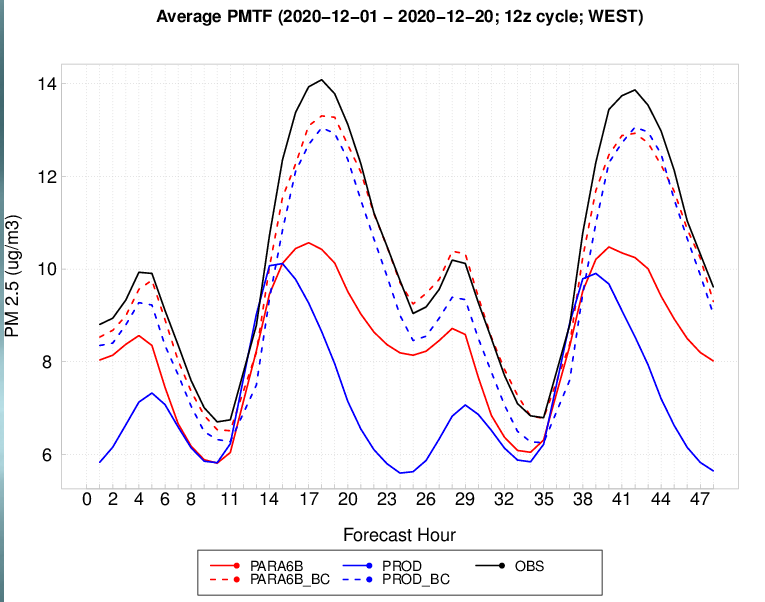 Average PMTF (2020−12−01 − 2020−12−20; 12z cycle; WEST)
PM 2.5 (ug/m3)
14
12
10
8
6
0 2 4 6 8 11 14 17 20 23 26 29 32 35 38 41 44 47
Forecast Hour
PARA6B PROD OBS
PARA6B_BC PROD_BC